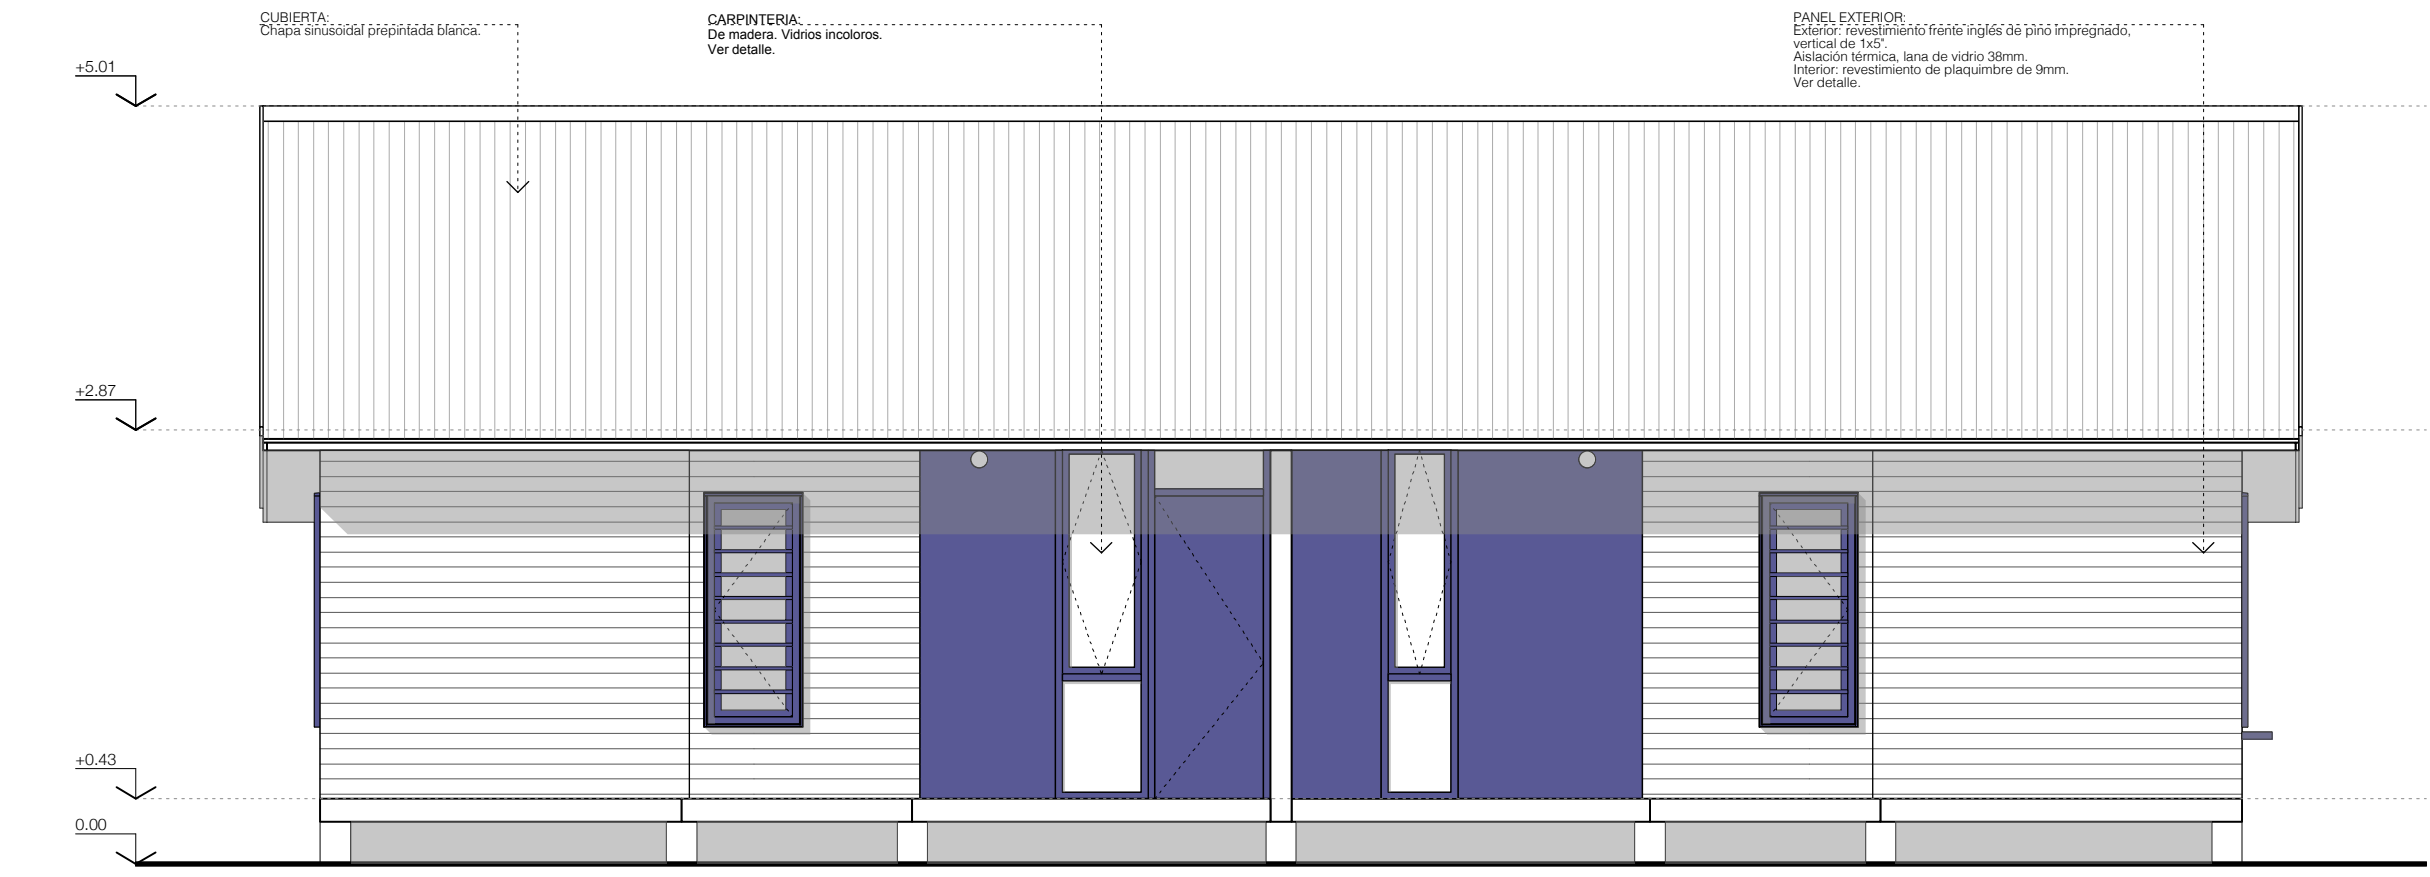 CUBIERTA:
Chapa sinusoidal prepintada blanca.
CARPINTERIA:
De madera. Vidrios incoloros.
Ver detalle.
PANEL EXTERIOR:
Exterior: revestimiento frente inglés de pino impregnado,
vertical de 1x5".
Aislación térmica, lana de vidrio 38mm.
Interior: revestimiento de plaquimbre de 9mm.
Ver detalle.
+5.01
+2.87
+0.43
0.00